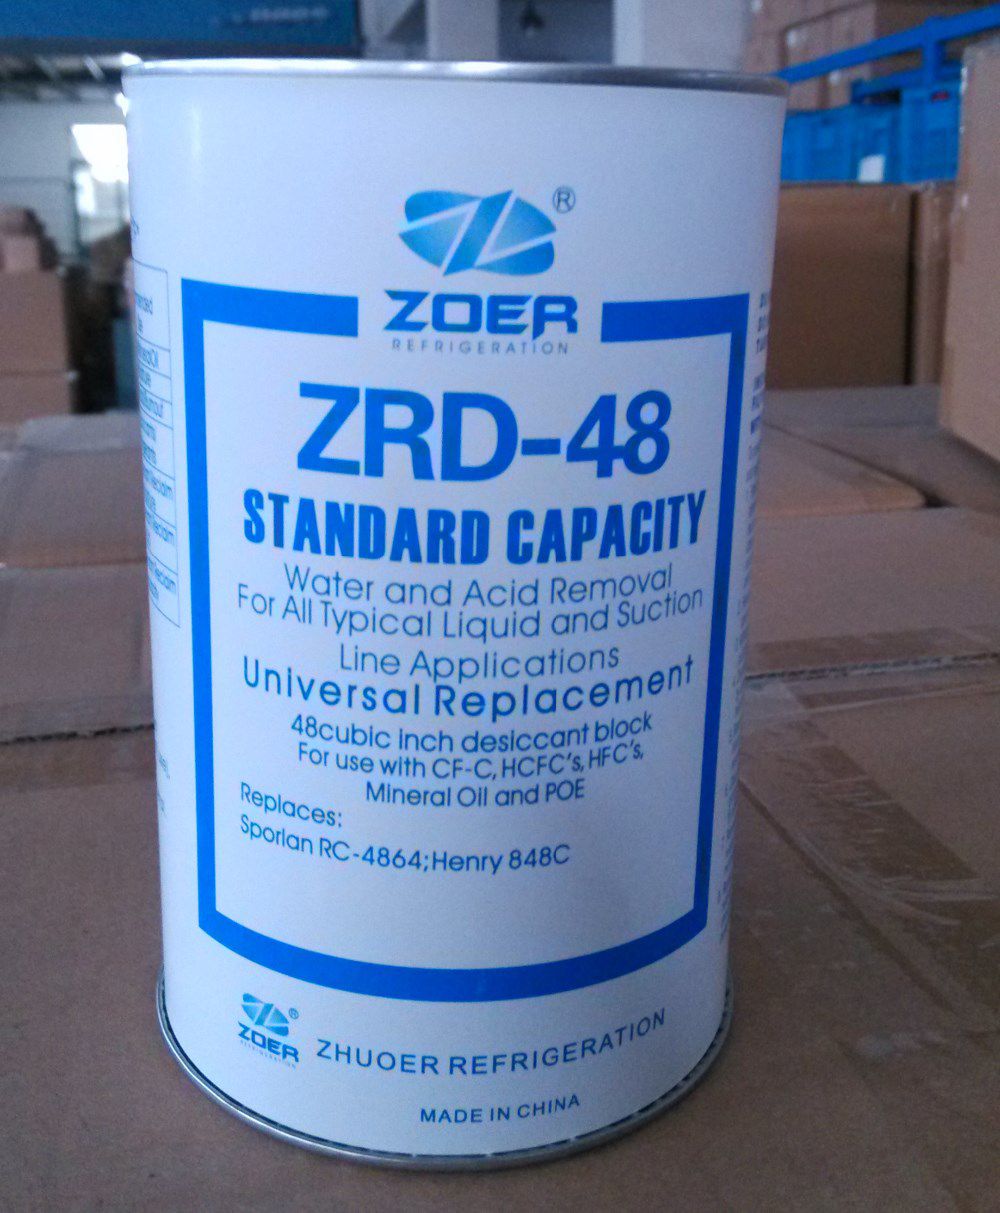 ®
ZOER
REFRIGERATION
ZRD-48
STANDARD CAPACITY
Water and Acid Removal
For All Typical Liquid and Suction
Line Applications
Universal Replacement
48cubic inch desiccant block
For use with CF-C, HCFC's, HFC's,
Mineral Oil and POE
Replaces:
Sporlan RC-4864;Henry 848C
®
ZOER
REFRIGERATION
ZHUOER REFRIGERATION
MADE IN CHINA